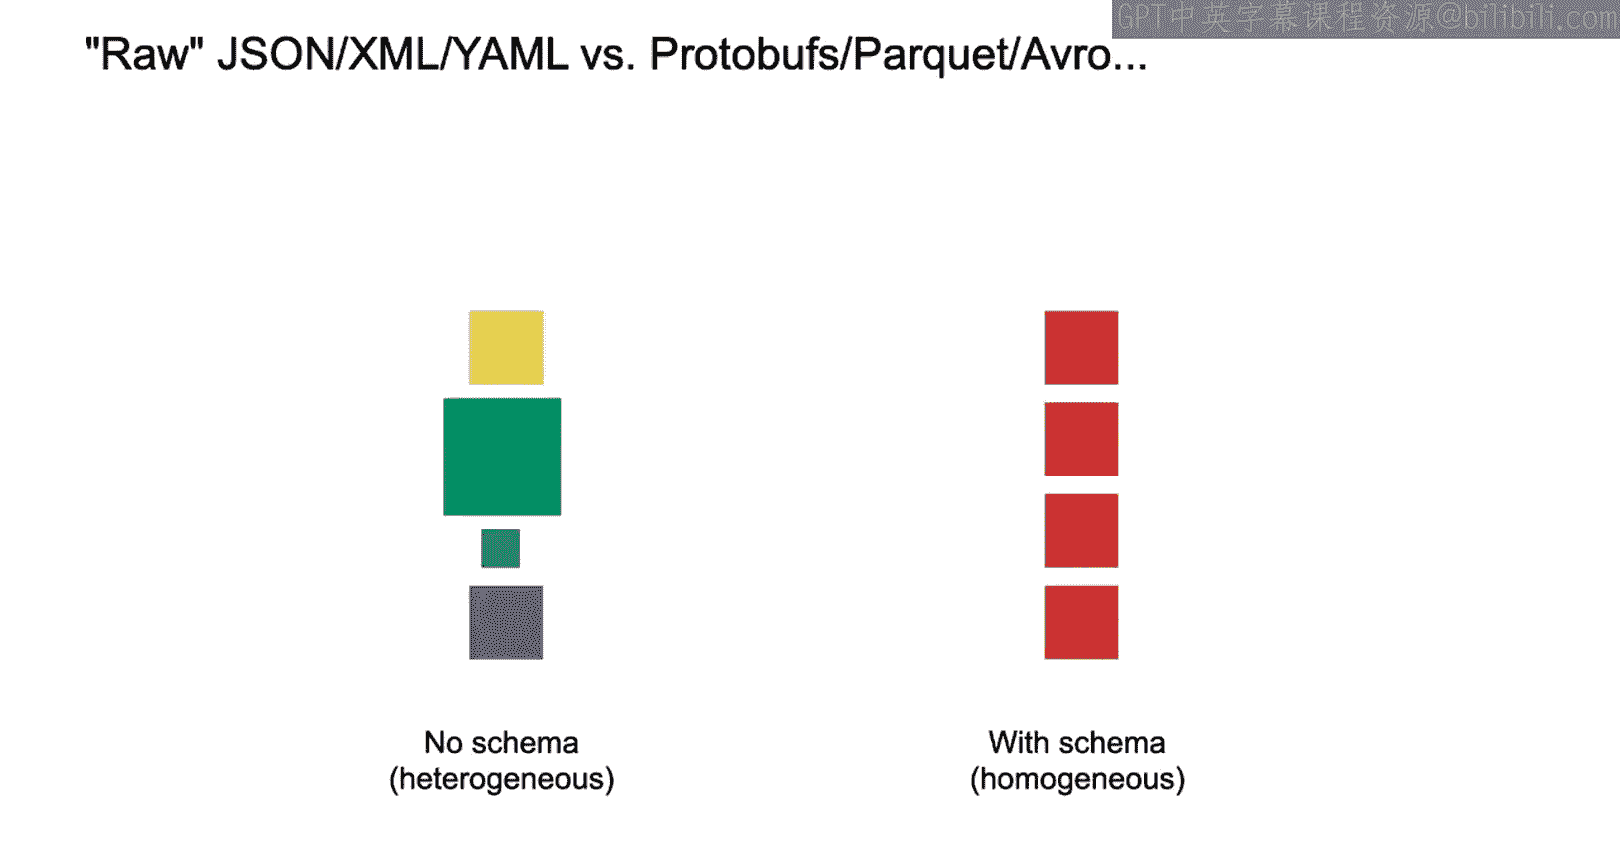 GPT中英字幕课程资源@bilibili.com
"Raw" JSON/XML/YAML vs. Protobufs/Parquet/Avro...
No schema
(heterogeneous)
With schema
(homogeneous)